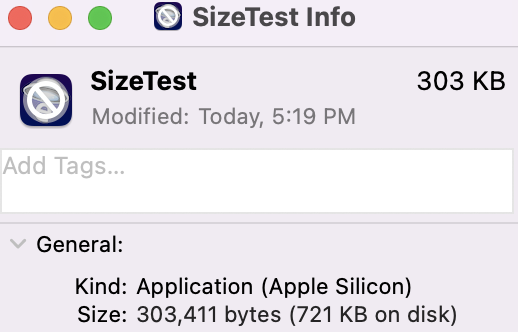 SizeTest Info
SizeTest 303 KB
Modified: Today, 5:19 PM
Add Tags...
General:
Kind: Application (Apple Silicon)
Size: 303,411 bytes (721 KB on disk)